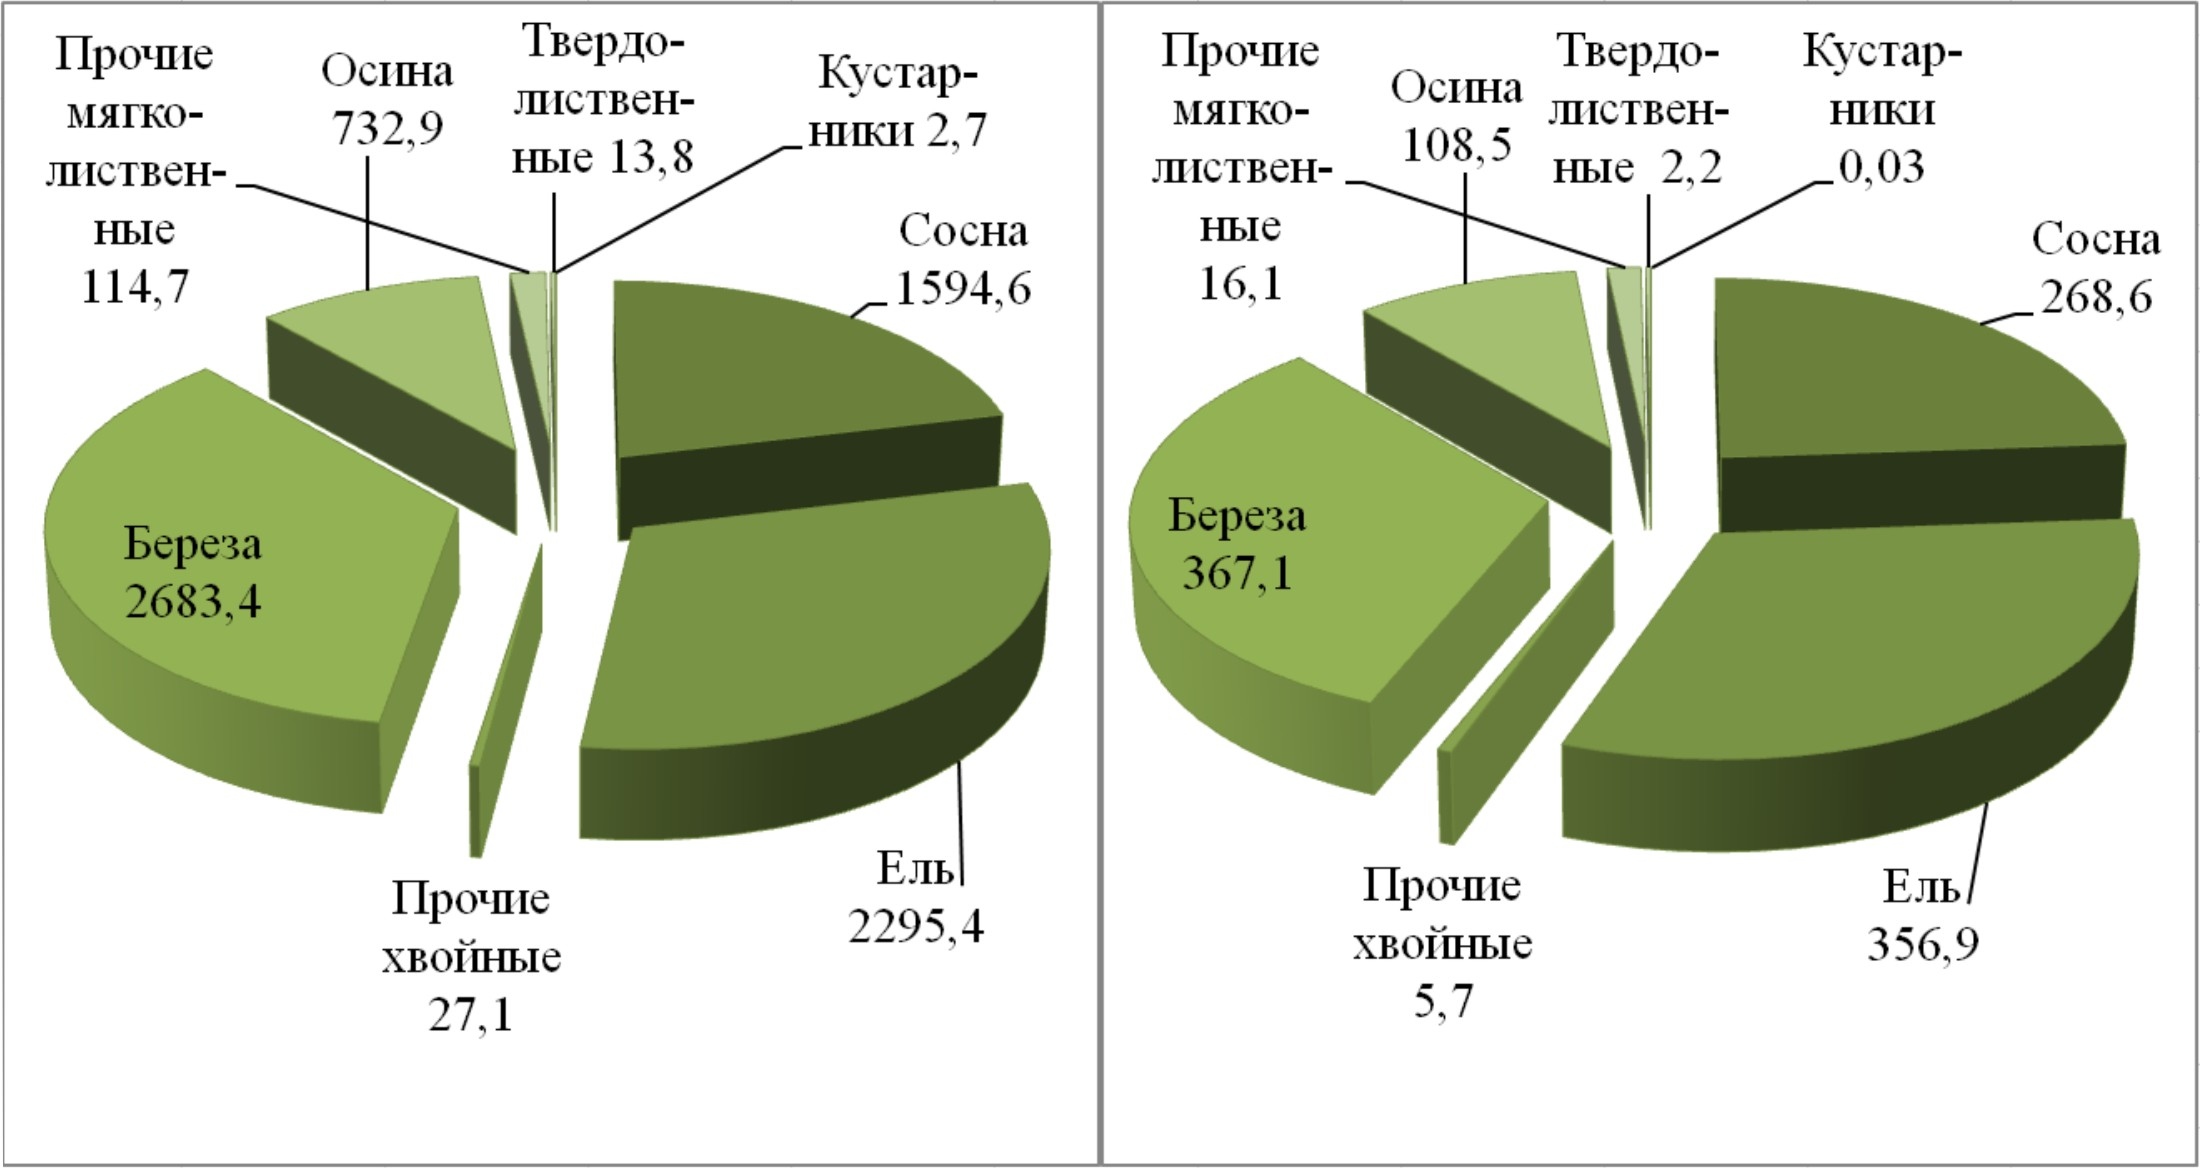 Прочие
мягко-
листвен-
ные
114,7
Осина
732,9
Твердо-
листвен-
ные 13,8
Кустар-
ники 2,7
Сосна
1594,6
Береза
2683,4
Прочие
хвойные
27,1
Ель
2295,4
Прочие
мягко-
листвен-
ные
16,1
Осина
108,5
Твердо-
листвен-
ные 2,2
Кустар-
ники
0,03
Сосна
268,6
Береза
367,1
Прочие
хвойные
5,7
Ель
356,9